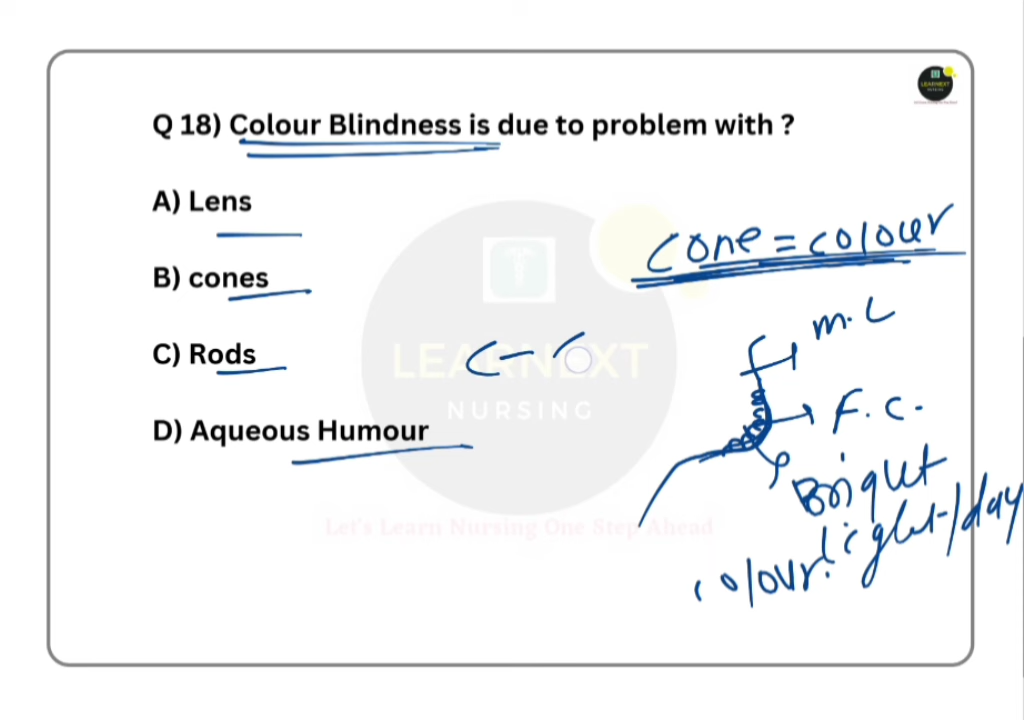 Q 18) Colour Blindness is due to problem with ?
A) Lens
B) cones
C) Rods
D) Aqueous Humour
Cone = colour
m. L
C - C
F. C.
Bright
light/day
colour.
LEARNEXT
NURSING
Let's Learn Nursing One Step Ahead
LEARNEXT